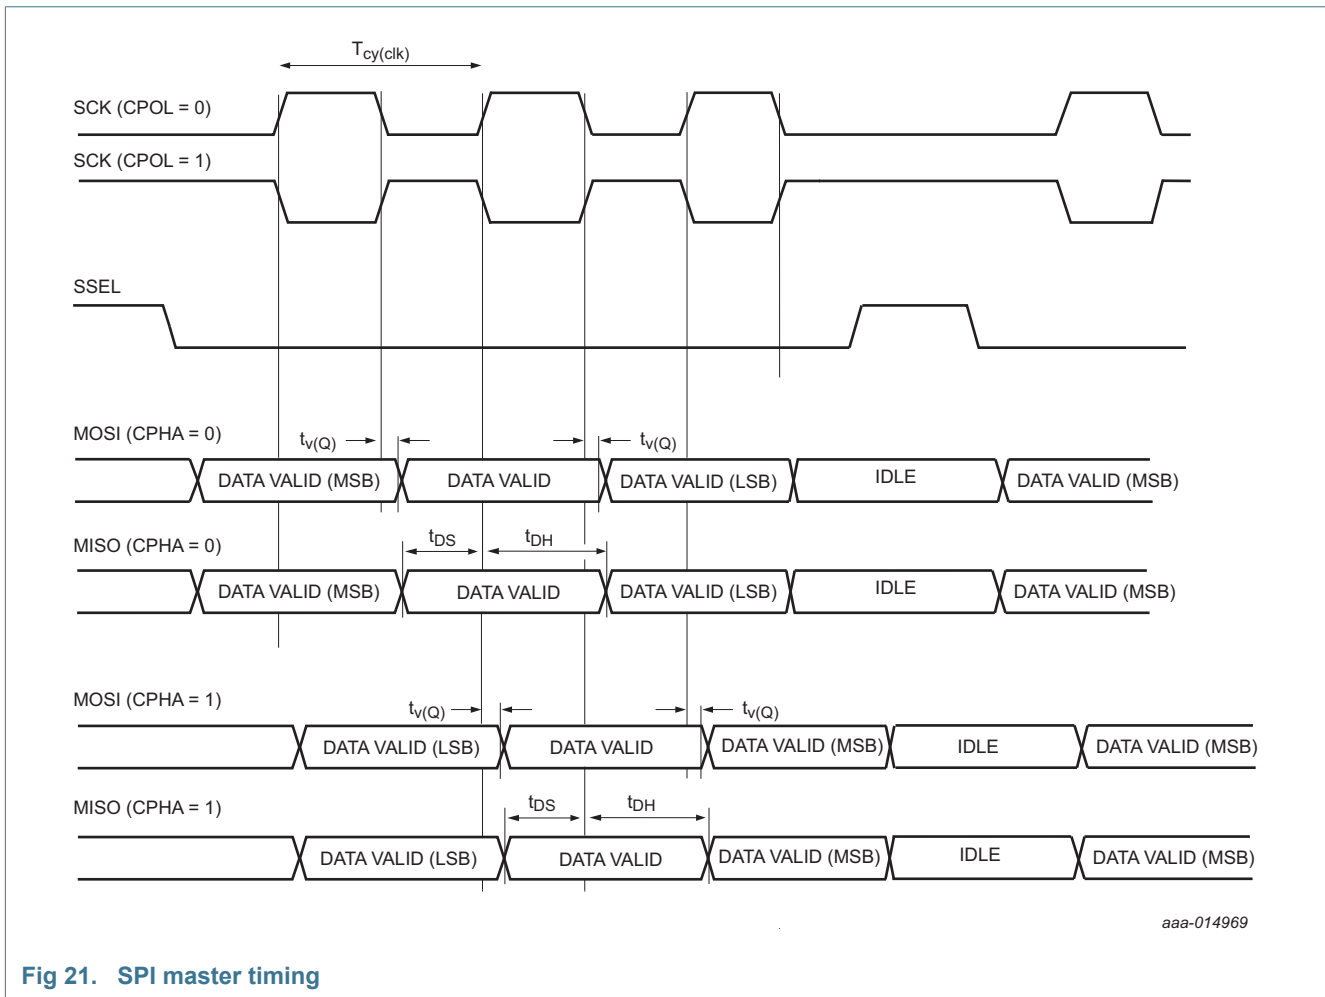 Tcy(clk)
SCK (CPOL = 0)
SCK (CPOL = 1)
SSEL
MOSI (CPHA = 0)
tv(Q) tv(Q)
DATA VALID (MSB) DATA VALID DATA VALID (LSB) IDLE DATA VALID (MSB)
MISO (CPHA = 0)
tDS tDH
DATA VALID (MSB) DATA VALID DATA VALID (LSB) IDLE DATA VALID (MSB)
MOSI (CPHA = 1)
tv(Q) tv(Q)
DATA VALID (LSB) DATA VALID DATA VALID (MSB) IDLE DATA VALID (MSB)
MISO (CPHA = 1)
tDS tDH
DATA VALID (LSB) DATA VALID DATA VALID (MSB) IDLE DATA VALID (MSB)
aaa-014969
Fig 21. SPI master timing